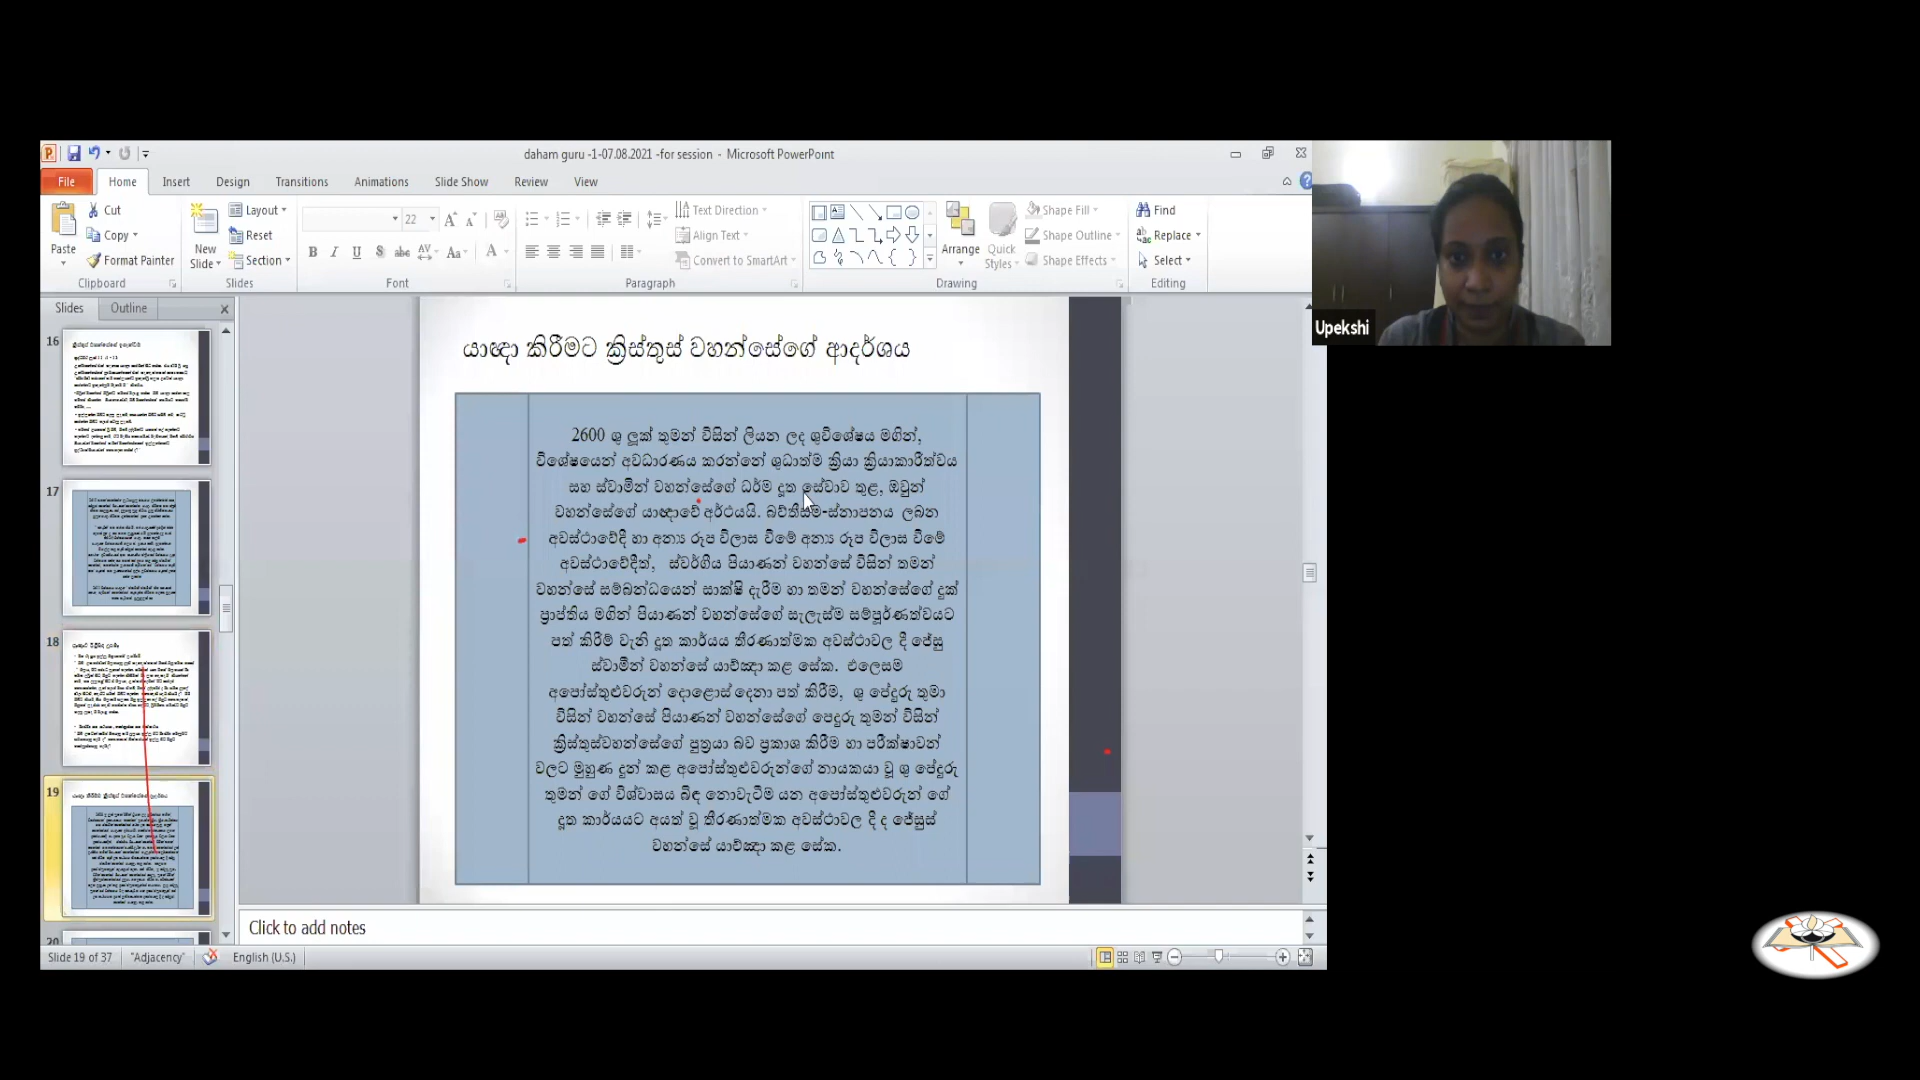 daham guru -1-07.08.2021 -for session - Microsoft PowerPoint
File Home Insert Design Transitions Animations Slide Show Review View
Cut
Copy
Format Painter
Paste
Clipboard
New
Slide
Layout
Reset
Section
Slides
22
Font
Text Direction
Align Text
Convert to SmartArt
Paragraph
Arrange
Quick
Styles
Shape Fill
Shape Outline
Shape Effects
Drawing
Find
Replace
Select
Editing
Slides Outline
16
17
18
19
20
යාඥා කිරීමට ක්‍රිස්තුස් වහන්සේගේ ආදර්ශය
2600 ශු ලූක් තුමන් විසින් ලියන ලද ශුවිශේෂය මගින්,
විශේෂයෙන් අවධාරණය කරන්නේ ශුධාත්ම ක්‍රියා ක්‍රියාකාරීත්වය
සහ ස්වාමින් වහන්සේගේ ධර්ම දූත සේවාව තුළ, ඔවුන්
වහන්සේගේ යාඥාවේ අර්ථයයි. බව්තීසම-ස්නාපනය ලබන
අවස්ථාවේදී හා අන්‍ය රූප විලාස වීමේ අන්‍ය රූප විලාස වීමේ
අවස්ථාවේදීත්, ස්වර්ගීය පියාණන් වහන්සේ විසින් තමන්
වහන්සේ සම්බන්ධයෙන් සාක්ෂි දැරීම හා තමන් වහන්සේගේ දුක්
ප්‍රාප්තිය මගින් පියාණන් වහන්සේගේ සැලැස්ම සම්පූර්ණත්වයට
පත් කිරීම් වැනි දූත කාර්යය තීරණාත්මක අවස්ථාවල දී ජේසු
ස්වාමීන් වහන්සේ යාච්ඤා කළ සේක. එලෙසම
අපෝස්තුළුවරුන් දොළොස් දෙනා පත් කිරීම, ශු පේදුරු තුමා
විසින් වහන්සේ පියාණන් වහන්සේගේ පෙදුරු තුමන් විසින්
ක්‍රිස්තුස්වහන්සේගේ පුත්‍රයා බව ප්‍රකාශ කිරීම හා පරීක්ෂාවන්
වලට මුහුණ දුන් කළ අපෝස්තුළුවරුන්ගේ නායකයා වූ ශු පේදුරු
තුමන් ගේ විශ්වාසය බිඳ නොවැටීම යන අපෝස්තුළුවරුන් ගේ
දූත කාර්යයට අයත් වූ තීරණාත්මක අවස්ථාවල දී ද ජේසුස්
වහන්සේ යාච්ඤා කළ සේක.
Click to add notes
Slide 19 of 37 "Adjacency" English (U.S.)
Upekshi